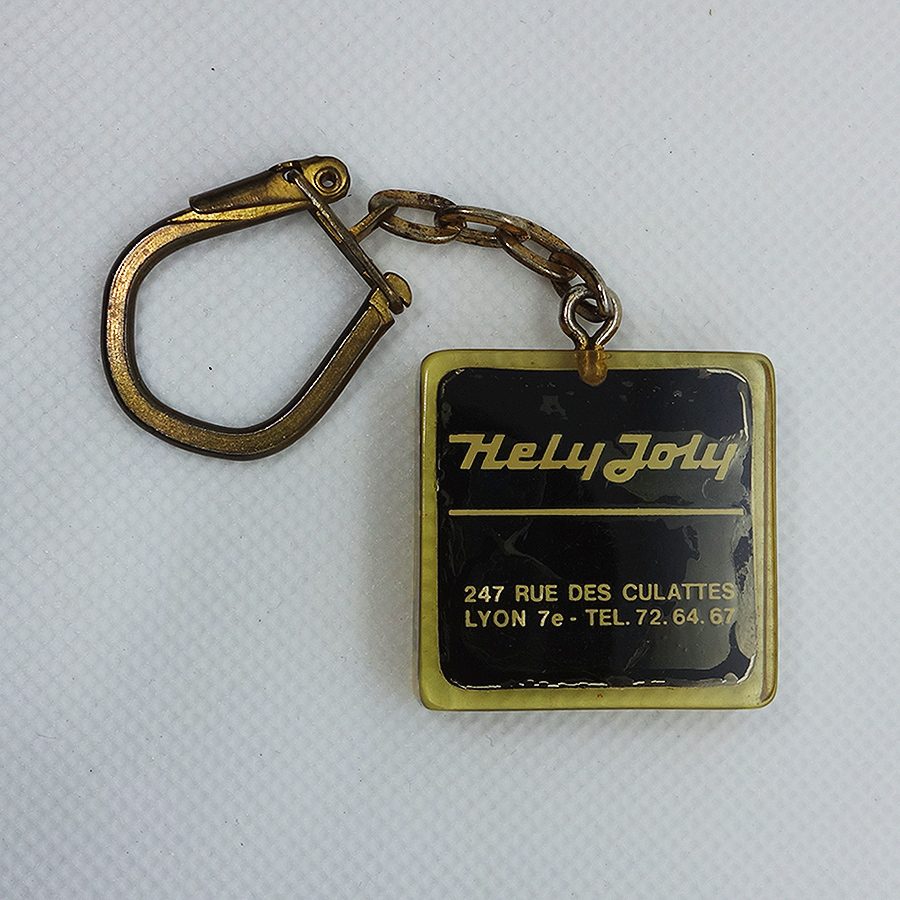 Hely Joly
247 RUE DES CULATTES
LYON 7e - TEL. 72.64.67